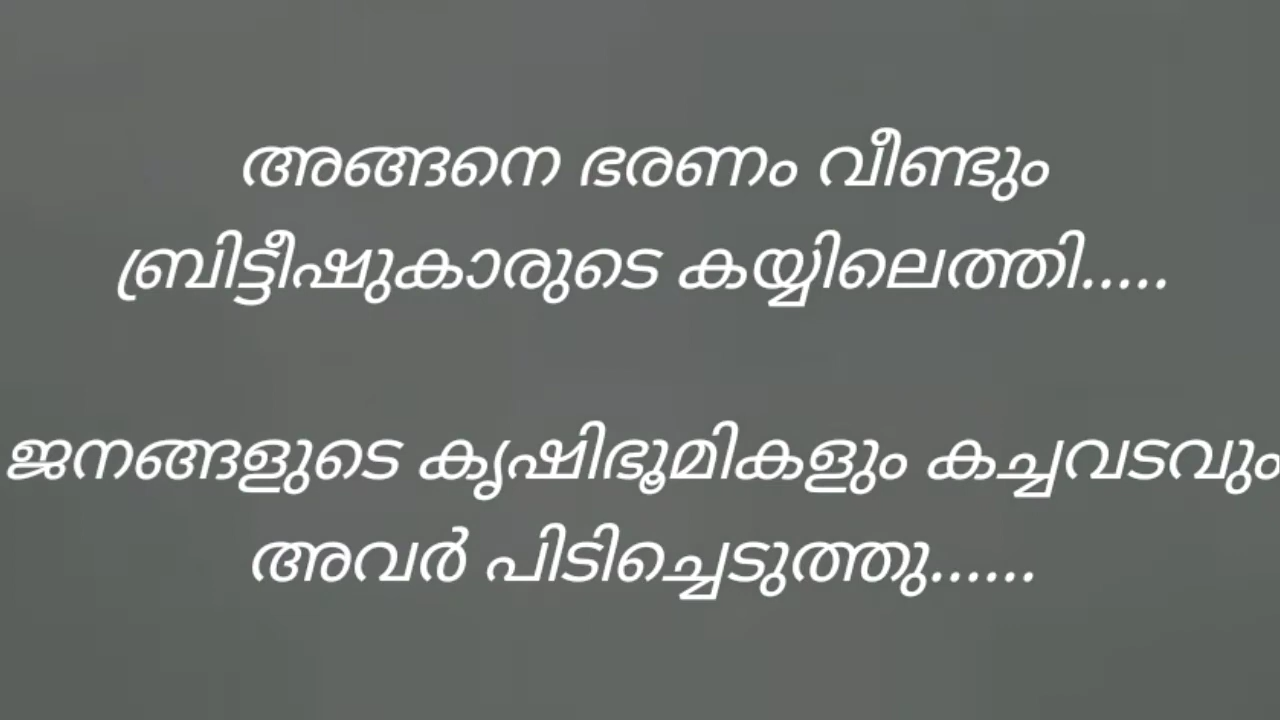 അങ്ങനെ ഭരണം വീണ്ടും
ബ്രിട്ടീഷുകാരുടെ കയ്യിലെത്തി.....
ജനങ്ങളുടെ കൃഷിഭൂമികളും കച്ചവടവും
അവർ പിടിച്ചെടുത്തു......